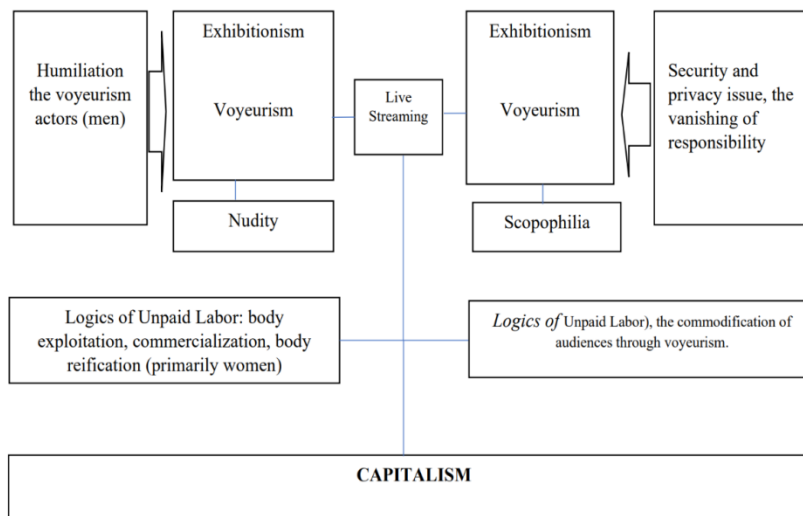 Humiliation
the voyeurism
actors (men)
Exhibitionism
Voyeurism
Live
Streaming
Exhibitionism
Voyeurism
Security and
privacy issue, the
vanishing of
responsibility
Nudity
Scopophilia
Logics of Unpaid Labor: body
exploitation, commercialization, body
reification (primarily women)
Logics of Unpaid Labor), the commodification of
audiences through voyeurism.
CAPITALISM